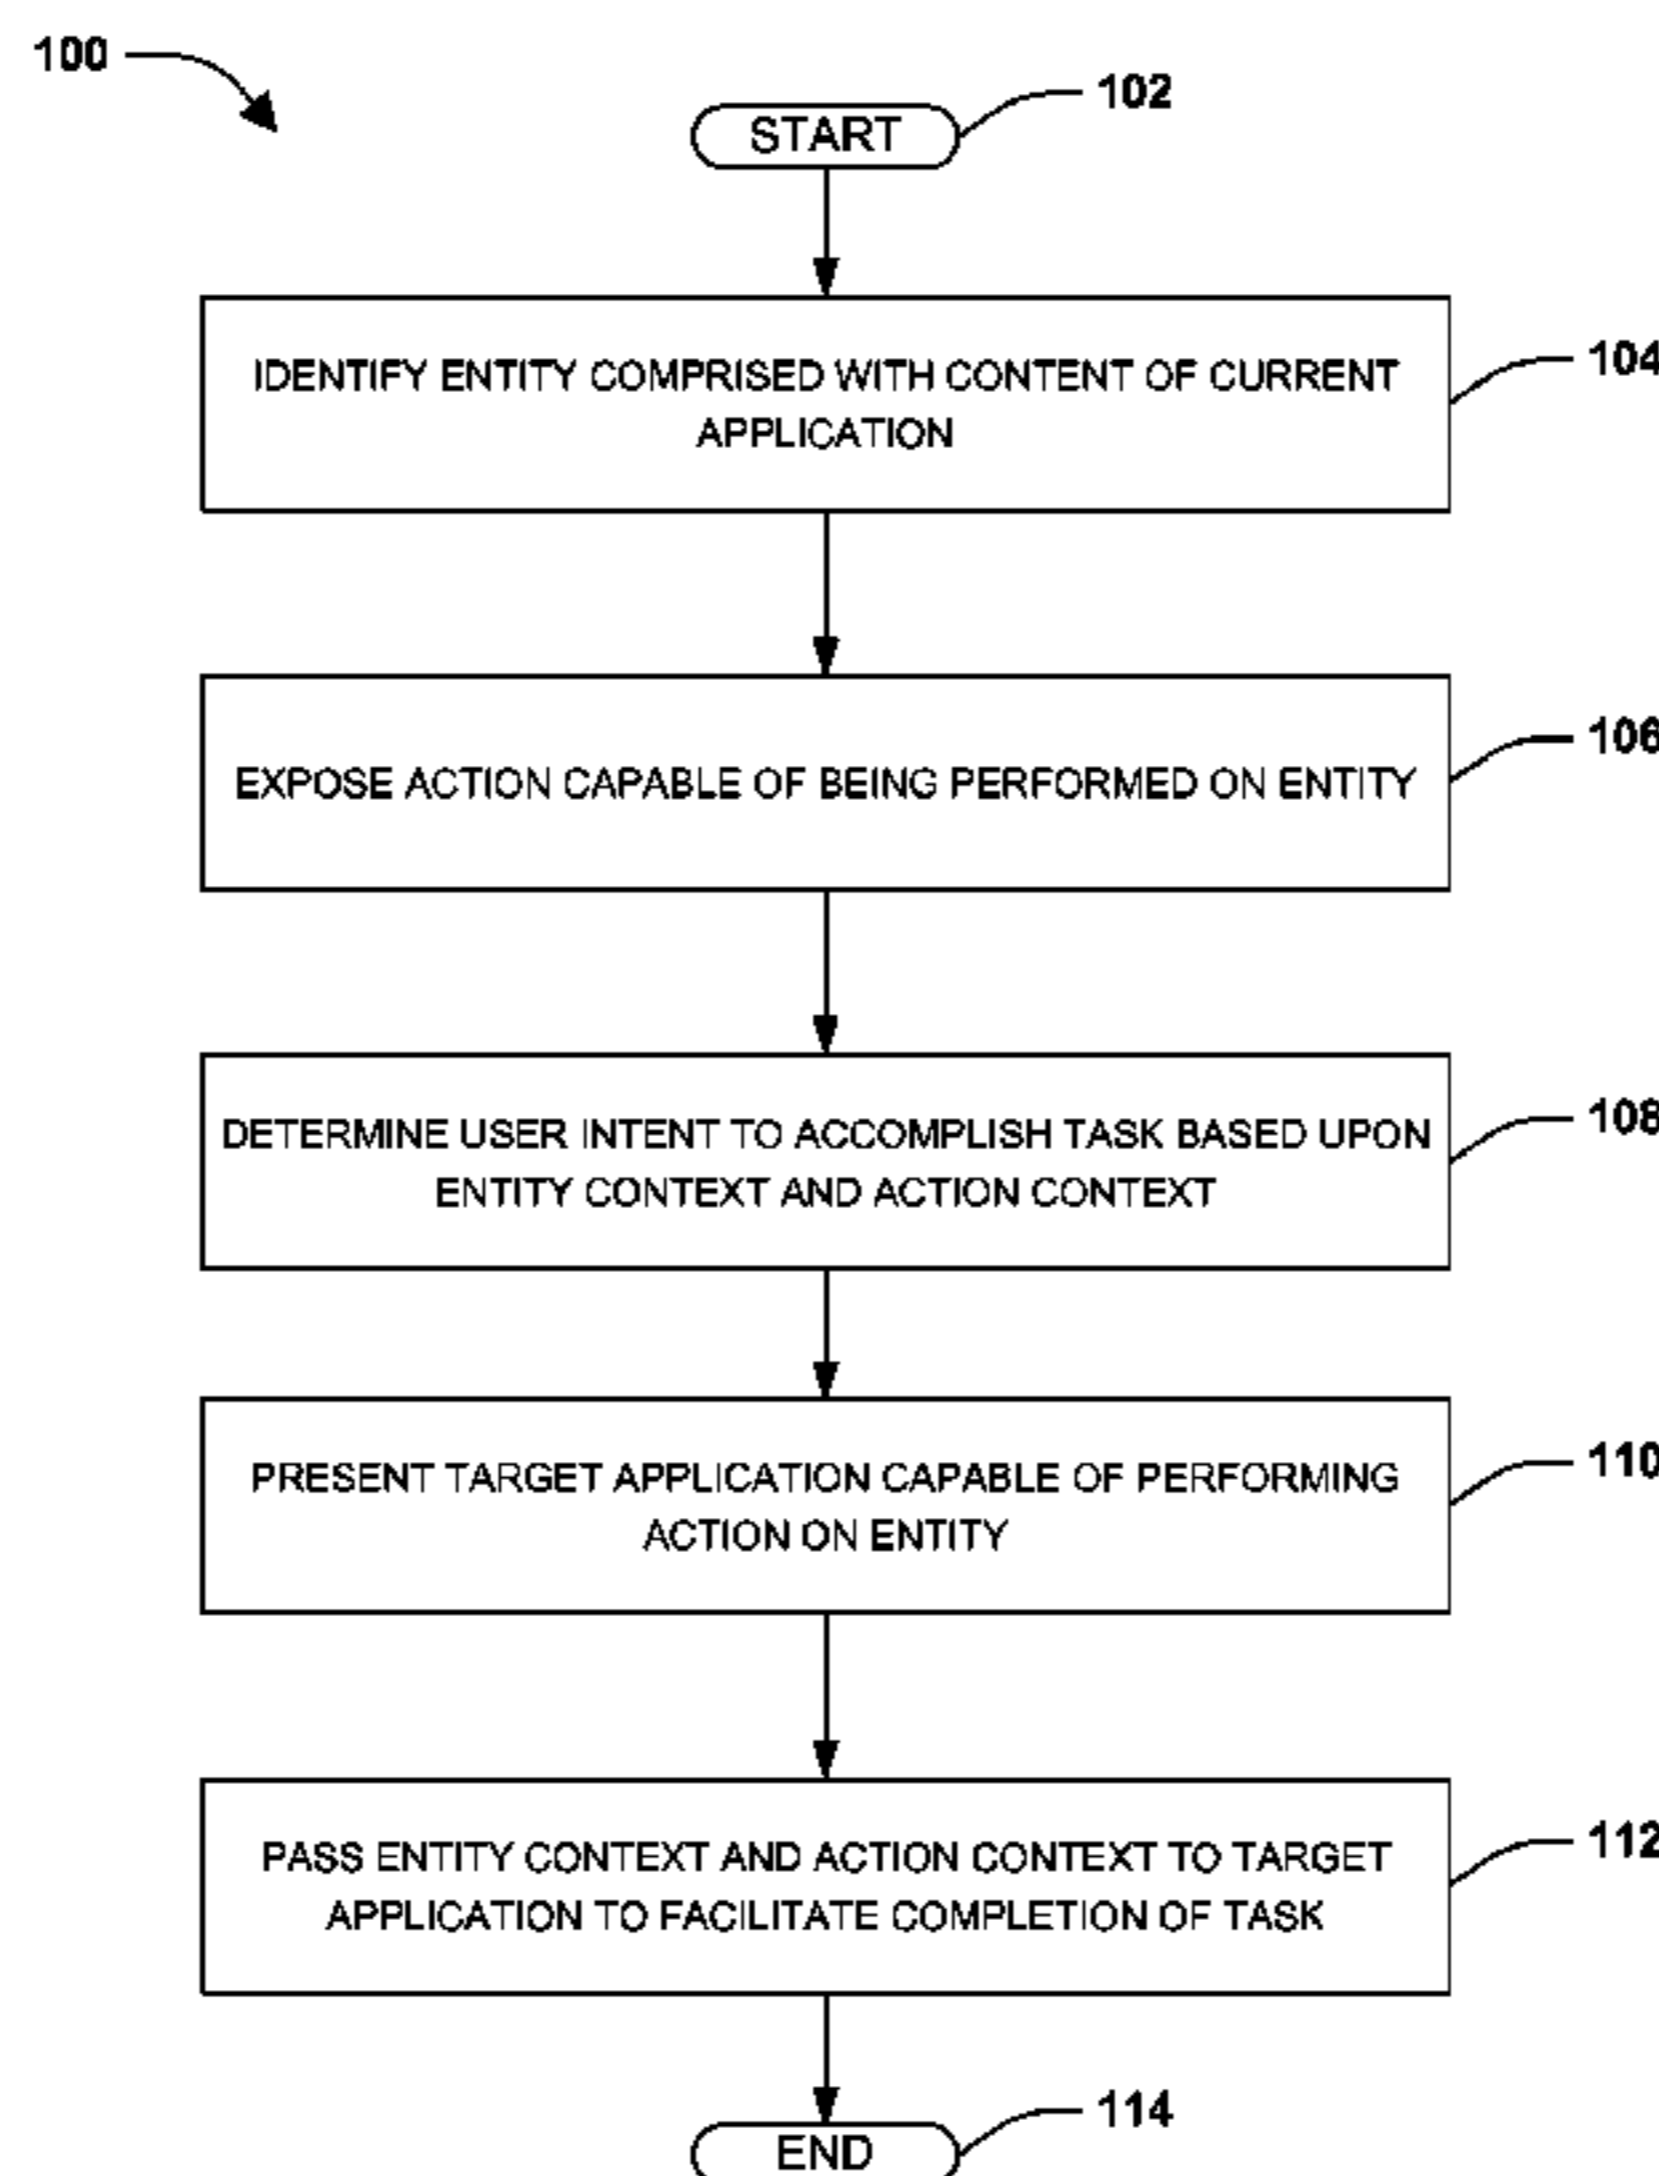 100
102
START
104
IDENTIFY ENTITY COMPRISED WITH CONTENT OF CURRENT
APPLICATION
106
EXPOSE ACTION CAPABLE OF BEING PERFORMED ON ENTITY
108
DETERMINE USER INTENT TO ACCOMPLISH TASK BASED UPON
ENTITY CONTEXT AND ACTION CONTEXT
110
PRESENT TARGET APPLICATION CAPABLE OF PERFORMING
ACTION ON ENTITY
112
PASS ENTITY CONTEXT AND ACTION CONTEXT TO TARGET
APPLICATION TO FACILITATE COMPLETION OF TASK
114
END